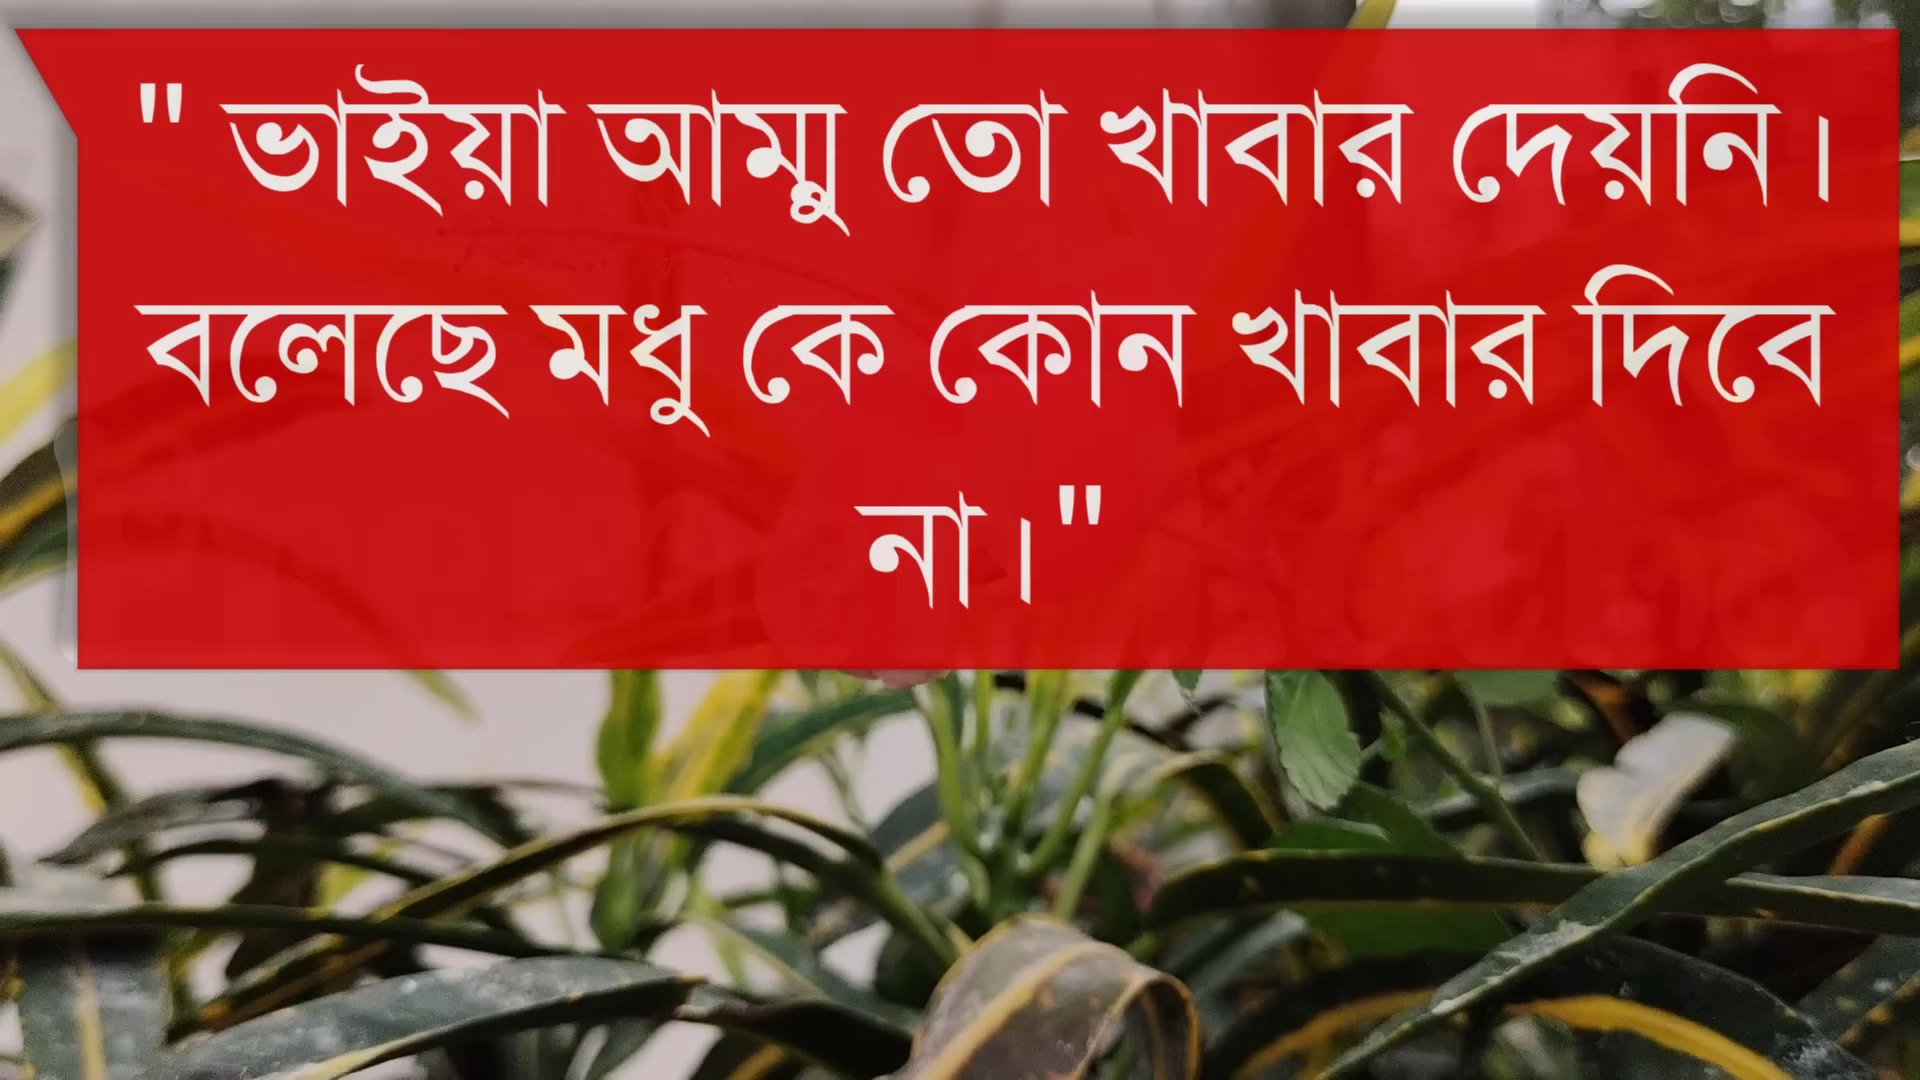 " ভাইয়া আম্মু তো খাবার দেয়নি।
বলেছে মধু কে কোন খাবার দিবে
না।"